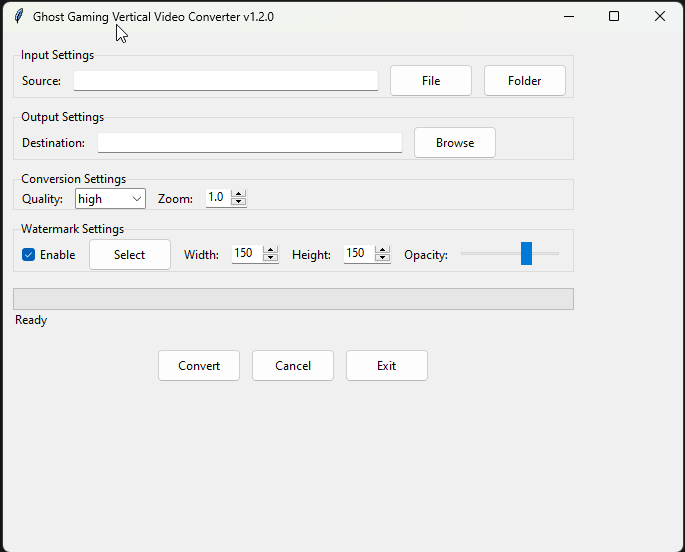 Ghost Gaming Vertical Video Converter v1.2.0
Input Settings
Source: File Folder
Output Settings
Destination: Browse
Conversion Settings
Quality: high Zoom: 1.0
Watermark Settings
Enable Select Width: 150 Height: 150 Opacity:
Ready
Convert Cancel Exit